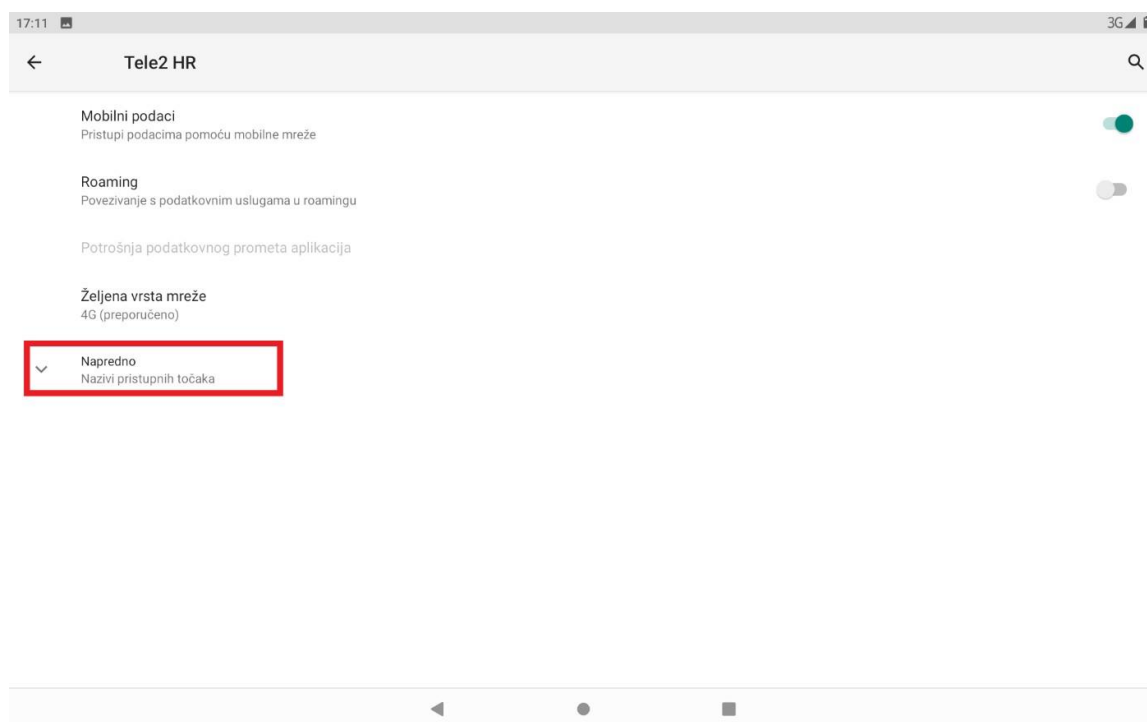 17:11
3G
Tele2 HR
Mobilni podaci
Pristupi podacima pomoću mobilne mreže
Roaming
Povezivanje s podatkovnim uslugama u roamingu
Potrošnja podatkovnog prometa aplikacija
Željena vrsta mreže
4G (preporučeno)
Napredno
Nazivi pristupnih točaka